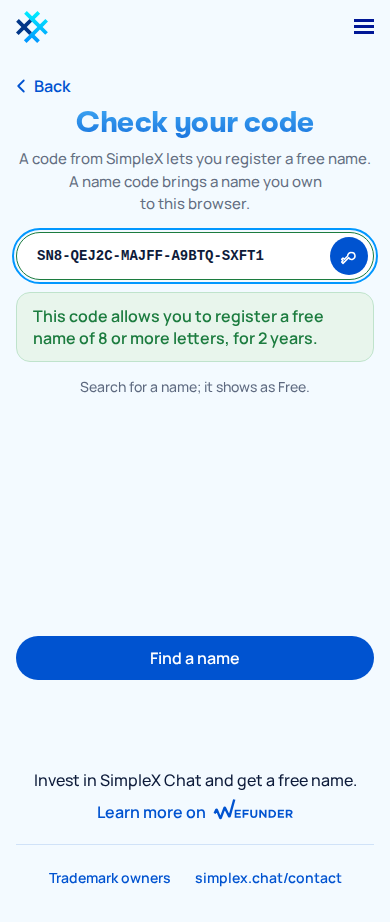 Back
Check your code
A code from SimpleX lets you register a free name.
A name code brings a name you own
to this browser.
SN8-QEJ2C-MAJFF-A9BTQ-SXFT1
This code allows you to register a free
name of 8 or more letters, for 2 years.
Search for a name; it shows as Free.
Find a name
Invest in SimpleX Chat and get a free name.
Learn more on WEFUNDER
Trademark owners simplex.chat/contact